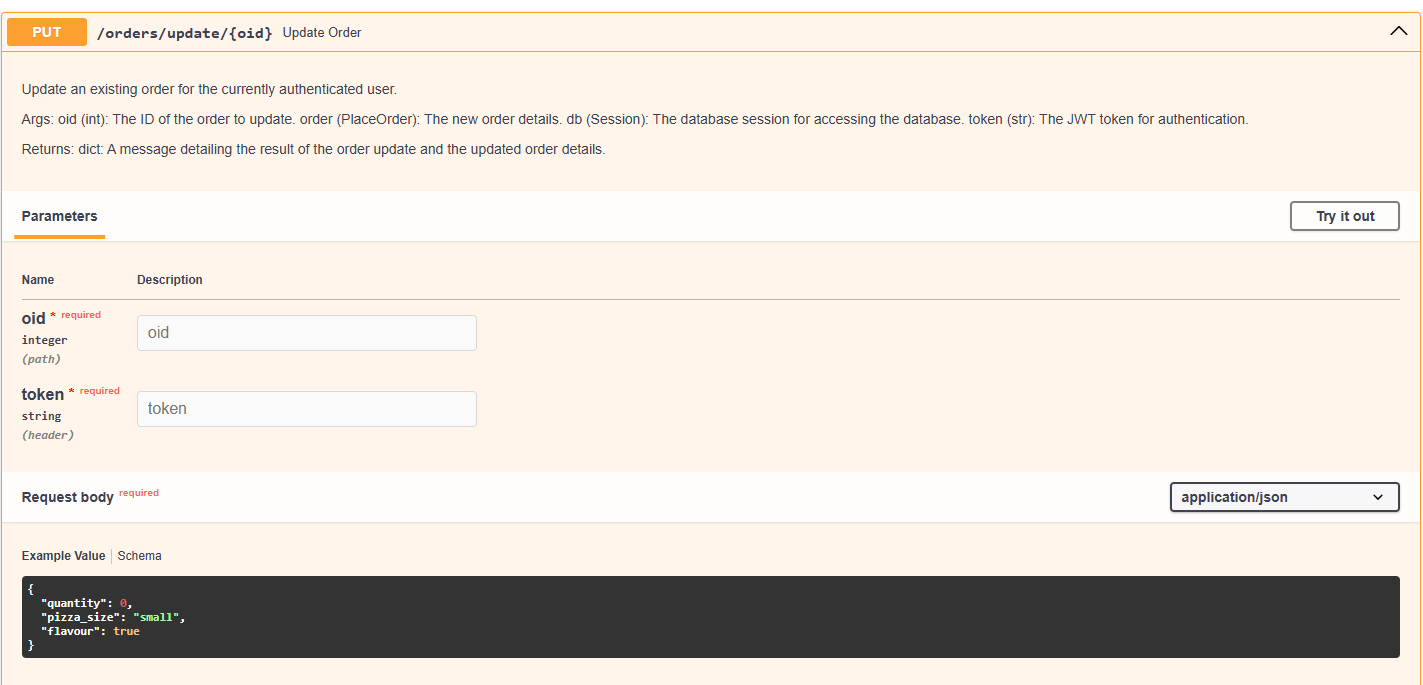 PUT /orders/update/{oid} Update Order
Update an existing order for the currently authenticated user.
Args: oid (int): The ID of the order to update. order (PlaceOrder): The new order details. db (Session): The database session for accessing the database. token (str): The JWT token for authentication.
Returns: dict: A message detailing the result of the order update and the updated order details.
Parameters
Try it out
Name Description
oid * required
integer
(path)
oid
token * required
string
(header)
token
Request body required
application/json
Example Value Schema
{
  "quantity": 0,
  "pizza_size": "small",
  "flavour": true
}